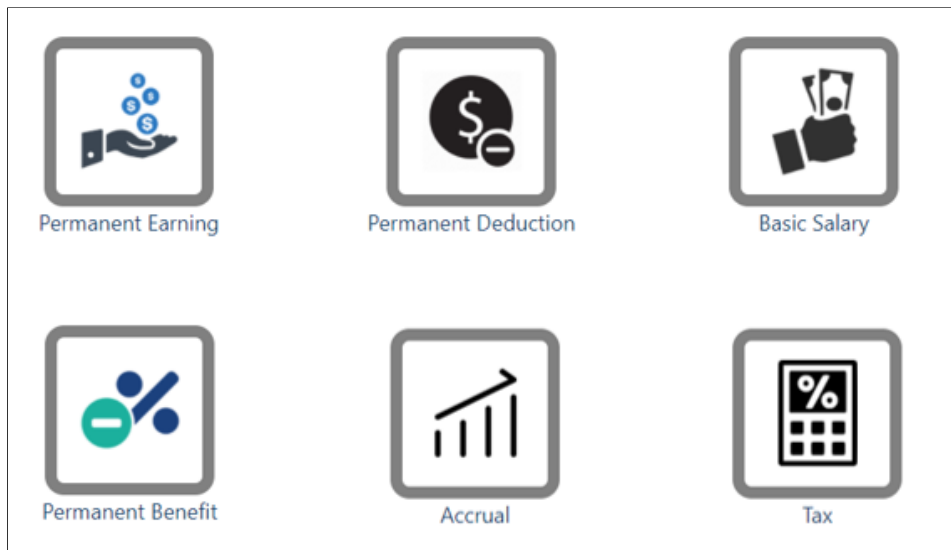 Permanent Earning
Permanent Deduction
Basic Salary
Permanent Benefit
Accrual
Tax